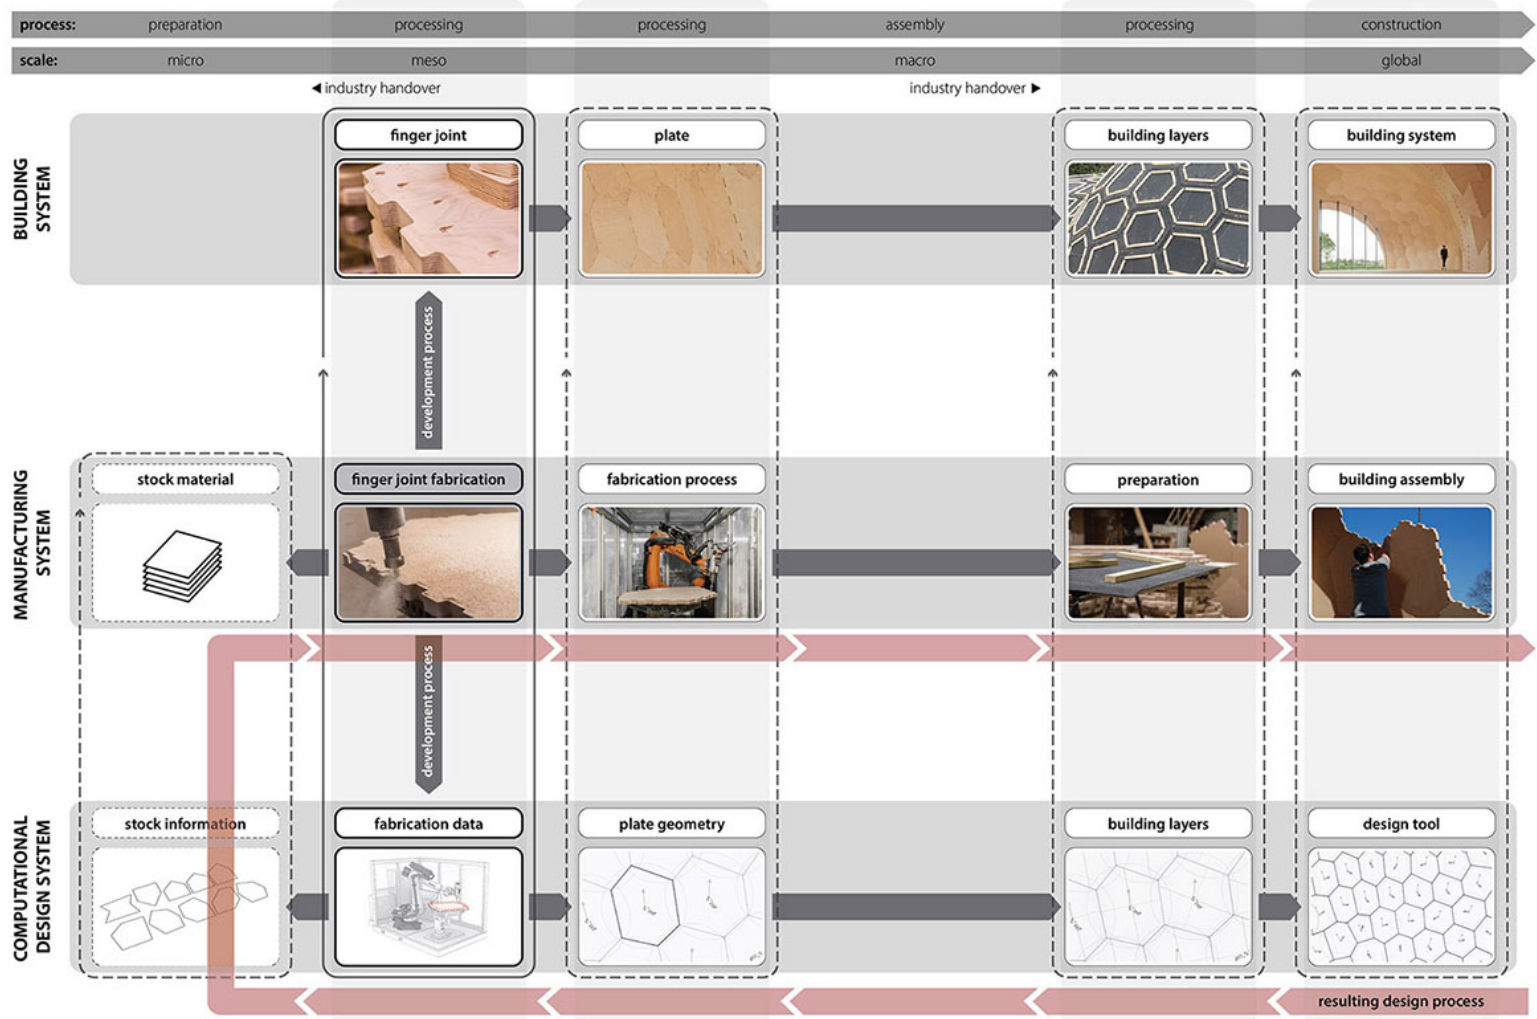 process: preparation processing processing assembly processing construction
scale: micro meso macro global
◀ industry handover industry handover ▶
BUILDING
SYSTEM
finger joint plate building layers building system
development process
MANUFACTURING
SYSTEM
stock material finger joint fabrication fabrication process preparation building assembly
development process
COMPUTATIONAL
DESIGN SYSTEM
stock information fabrication data plate geometry building layers design tool
resulting design process